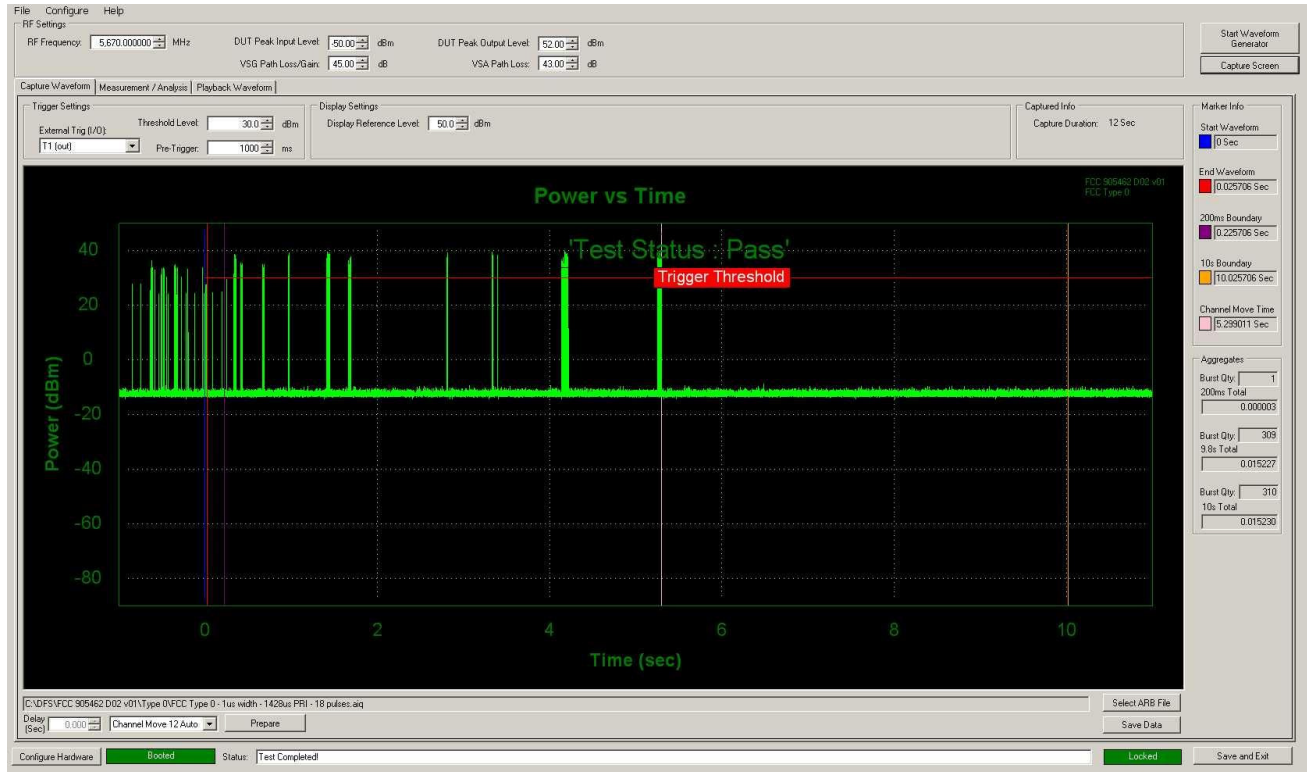 File Configure Help
RF Settings
RF Frequency: 5,670.000000 MHz DUT Peak Input Level: -50.00 dBm DUT Peak Output Level: 52.00 dBm
VSG Path Loss/Gain: 45.00 dB VSA Path Loss: 43.00 dB
Start Waveform Generator
Capture Screen
Capture Waveform Measurement / Analysis Playback Waveform
Trigger Settings
External Trig (I/O):
T1 (out)
Threshold Level: 30.0 dBm
Pre-Trigger: 1000 ms
Display Settings
Display Reference Level: 50.0 dBm
Captured Info
Capture Duration: 12 Sec
Marker Info
Start Waveform
0 Sec
End Waveform
0.025706 Sec
200ms Boundary
0.225706 Sec
10s Boundary
10.025706 Sec
Channel Move Time
5.299011 Sec
Aggregates
Burst Qty: 1
200ms Total
0.000003
Burst Qty: 309
9.8s Total
0.015227
Burst Qty: 310
10s Total
0.015230
Power vs Time
FCC 905462 D02 v01
FCC Type 0
'Test Status : Pass'
Trigger Threshold
Power (dBm)
40
20
0
-20
-40
-60
-80
0 2 4 6 8 10
Time (sec)
C:\DFS\FCC 905462 D02 v01\Type 0\FCC Type 0 - 1us width - 1428us PRI - 18 pulses.aiq
Select ARB File
Delay (Sec) 0.000 Channel Move 12 Auto Prepare
Save Data
Configure Hardware Booted Status: Test Completed! Locked Save and Exit